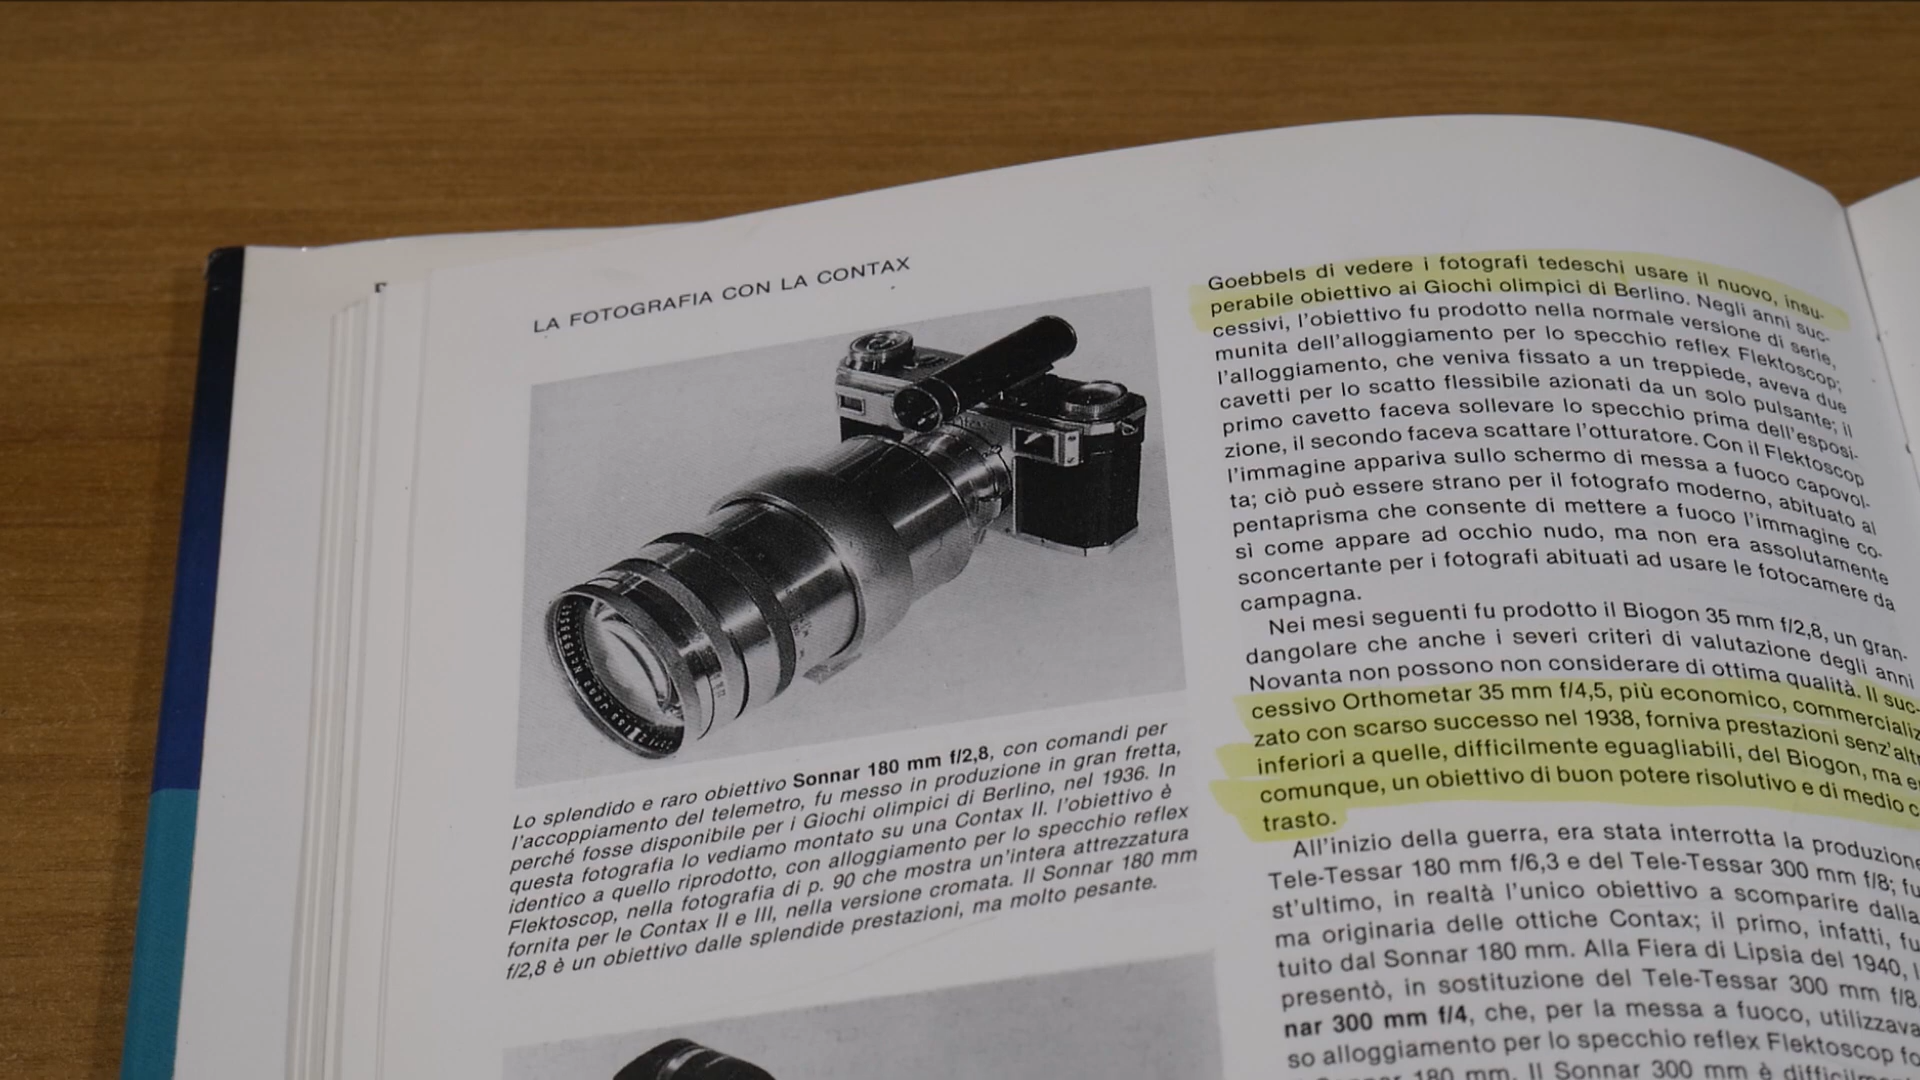 LA FOTOGRAFIA CON LA CONTAX
Lo splendido e raro obiettivo Sonnar 180 mm f/2,8, con comandi per
l'accoppiamento del telemetro, fu messo in produzione in gran fretta,
perché fosse disponibile per i Giochi olimpici di Berlino, nel 1936. In
questa fotografia lo vediamo montato su una Contax II. l'obiettivo è
identico a quello riprodotto, con alloggiamento per lo specchio reflex
Flektoscop, nella fotografia di p. 90 che mostra un'intera attrezzatura
fornita per le Contax II e III, nella versione cromata. Il Sonnar 180 mm
f/2,8 è un obiettivo dalle splendide prestazioni, ma molto pesante.
Goebbels di vedere i fotografi tedeschi usare il nuovo, insu-
perabile obiettivo ai Giochi olimpici di Berlino. Negli anni suc-
cessivi, l'obiettivo fu prodotto nella normale versione di serie,
munita dell'alloggiamento per lo specchio reflex Flektoscop;
l'alloggiamento, che veniva fissato a un treppiede, aveva due
cavetti per lo scatto flessibile azionati da un solo pulsante; il
primo cavetto faceva sollevare lo specchio prima dell'esposi-
zione, il secondo faceva scattare l'otturatore. Con il Flektoscop
l'immagine appariva sullo schermo di messa a fuoco capovol-
ta; ciò può essere strano per il fotografo moderno, abituato al
pentaprisma che consente di mettere a fuoco l'immagine co-
sì come appare ad occhio nudo, ma non era assolutamente
sconcertante per i fotografi abituati ad usare le fotocamere da
campagna.
Nei mesi seguenti fu prodotto il Biogon 35 mm f/2,8, un gran-
dangolare che anche i severi criteri di valutazione degli anni
Novanta non possono non considerare di ottima qualità. Il suc-
cessivo Orthometar 35 mm f/4,5, più economico, commercializ
zato con scarso successo nel 1938, forniva prestazioni senz'alt
inferiori a quelle, difficilmente eguagliabili, del Biogon, ma e
comunque, un obiettivo di buon potere risolutivo e di medio c
trasto.
All'inizio della guerra, era stata interrotta la produzione
Tele-Tessar 180 mm f/6,3 e del Tele-Tessar 300 mm f/8; fu
st'ultimo, in realtà l'unico obiettivo a scomparire dalla
ma originaria delle ottiche Contax; il primo, infatti, fu
tuito dal Sonnar 180 mm. Alla Fiera di Lipsia del 1940,
presentò, in sostituzione del Tele-Tessar 300 mm f/8
nar 300 mm f/4, che, per la messa a fuoco, utilizzava
so alloggiamento per lo specchio reflex Flektoscop fo
180 mm. Il Sonnar 300 mm è